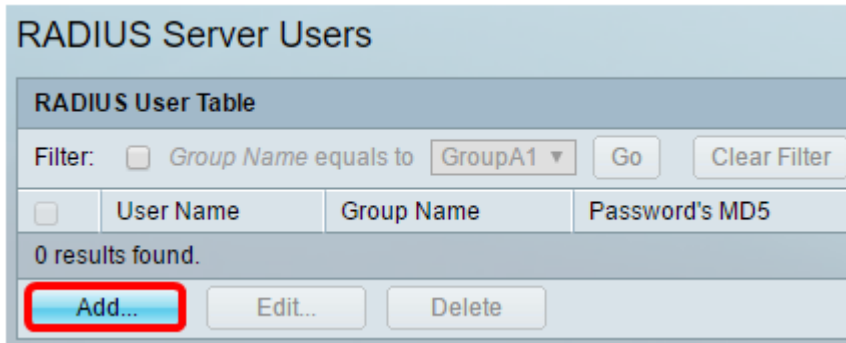 RADIUS Server Users
RADIUS User Table
Filter: Group Name equals to GroupA1 Go Clear Filter
User Name Group Name Password's MD5
0 results found.
Add... Edit... Delete